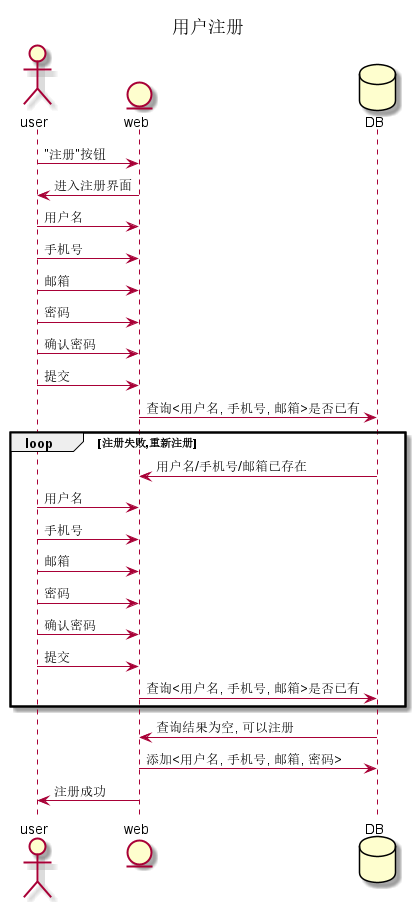 用户注册
user
web
DB
"注册"按钮
进入注册界面
用户名
手机号
邮箱
密码
确认密码
提交
查询<用户名, 手机号, 邮箱>是否已有
loop [注册失败,重新注册]
用户名/手机号/邮箱已存在
用户名
手机号
邮箱
密码
确认密码
提交
查询<用户名, 手机号, 邮箱>是否已有
查询结果为空, 可以注册
添加<用户名, 手机号, 邮箱, 密码>
注册成功
user
web
DB